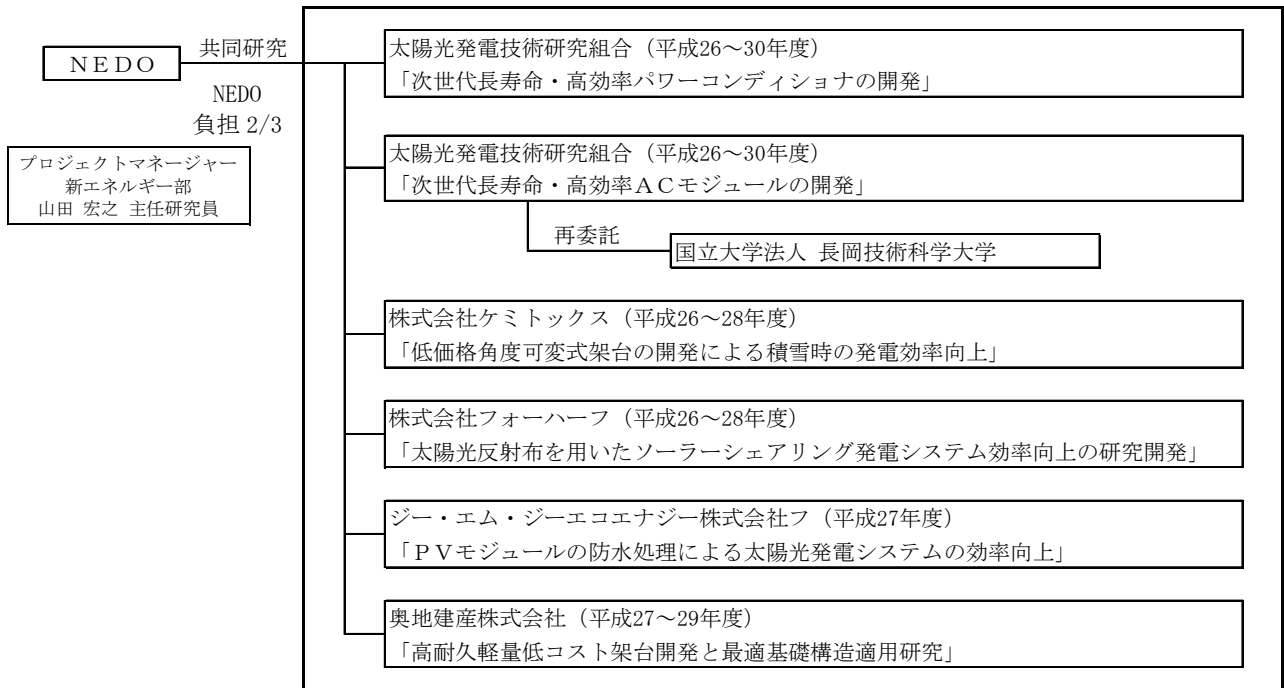 NEDO
共同研究
NEDO
負担 2/3
プロジェクトマネージャー
新エネルギー部
山田 宏之 主任研究員
太陽光発電技術研究組合（平成26～30年度）
「次世代長寿命・高効率パワーコンディショナの開発」
太陽光発電技術研究組合（平成26～30年度）
「次世代長寿命・高効率ＡＣモジュールの開発」
再委託
国立大学法人 長岡技術科学大学
株式会社ケミトックス（平成26～28年度）
「低価格角度可変式架台の開発による積雪時の発電効率向上」
株式会社フォーハーフ（平成26～28年度）
「太陽光反射布を用いたソーラーシェアリング発電システム効率向上の研究開発」
ジー・エム・ジーエコエナジー株式会社フ（平成27年度）
「ＰＶモジュールの防水処理による太陽光発電システムの効率向上」
奥地建産株式会社（平成27～29年度）
「高耐久軽量低コスト架台開発と最適基礎構造適用研究」